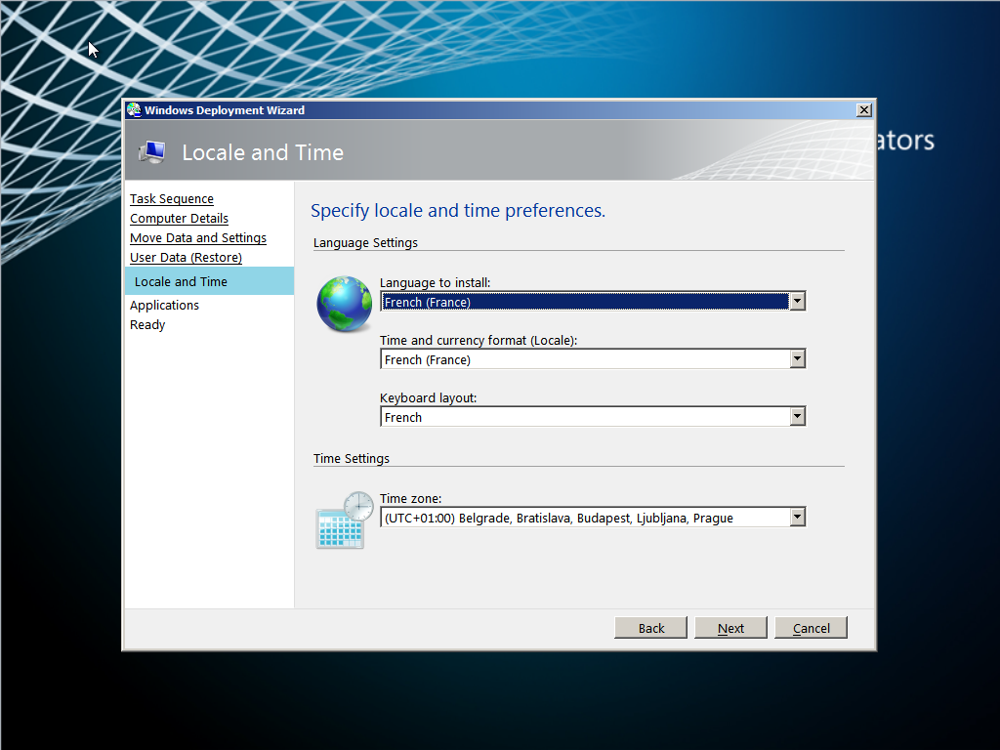 Windows Deployment Wizard
Locale and Time
ators
Task Sequence
Computer Details
Move Data and Settings
User Data (Restore)
Locale and Time
Applications
Ready
Specify locale and time preferences.
Language Settings
Language to install:
French (France)
Time and currency format (Locale):
French (France)
Keyboard layout:
French
Time Settings
Time zone:
(UTC+01:00) Belgrade, Bratislava, Budapest, Ljubljana, Prague
Back
Next
Cancel